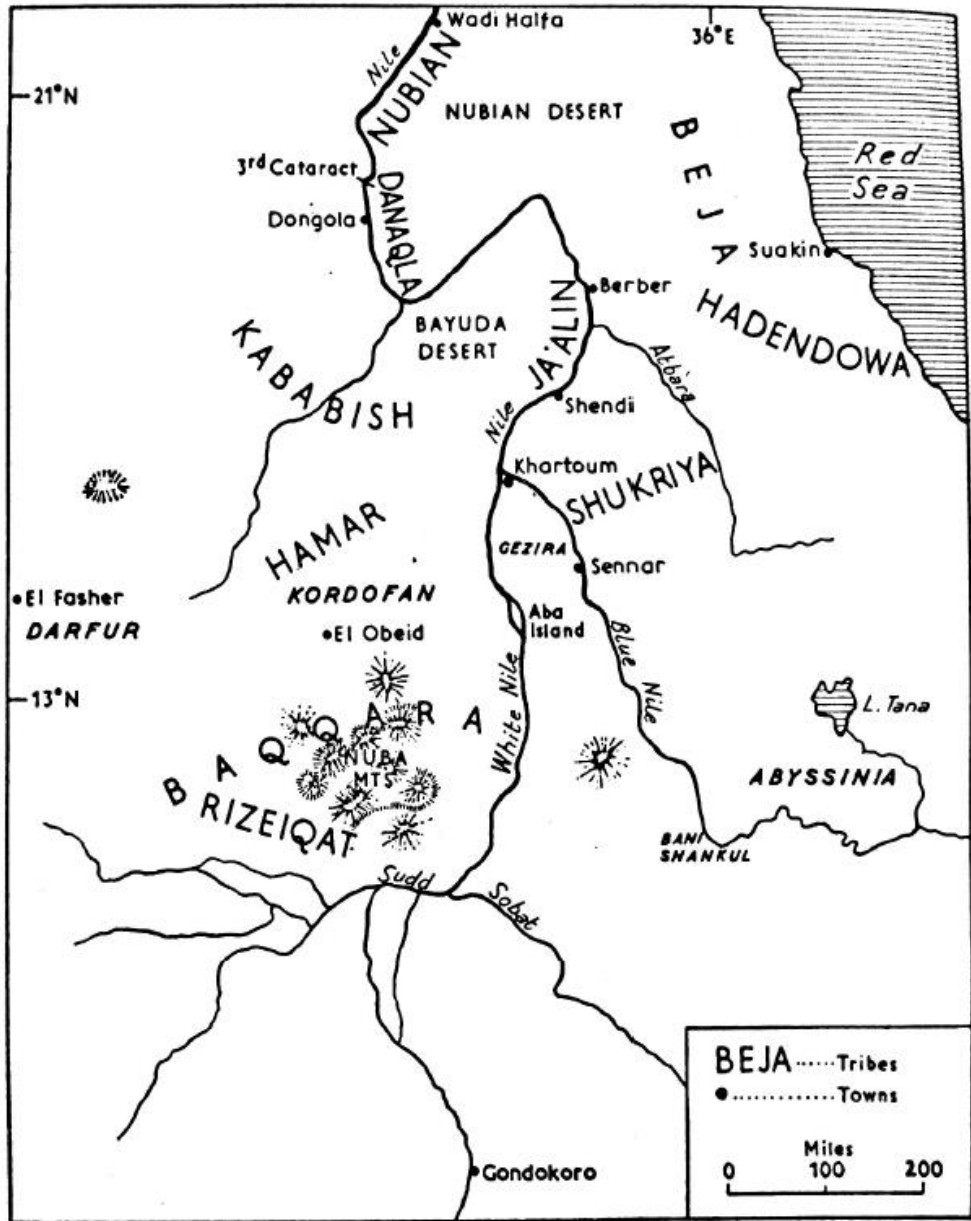 Wadi Halfa
36°E
Nile
NUBIAN
21°N
NUBIAN DESERT
BEJA
Red
Sea
3rd Cataract
DANAQLA
Dongola
Suakin
Berber
HADENDOWA
JA'ALIN
BAYUDA
DESERT
KABABISH
Atbara
Shendii
Nile
Khartoum
SHUKRIYA
HAMAR
GEZIRA
Sennar
El Fasher
KORDOFAN
DARFUR
El Obeid
Aba
Island
Blue Nile
White Nile
13°N
L. Tana
BAQQARA
NUBA
MTS
ABYSSINIA
RIZEIQAT
BANI
SHANKUL
Sudd
Sobat
BEJA ...... Tribes
............ Towns
Miles
0 100 200
Gondokoro